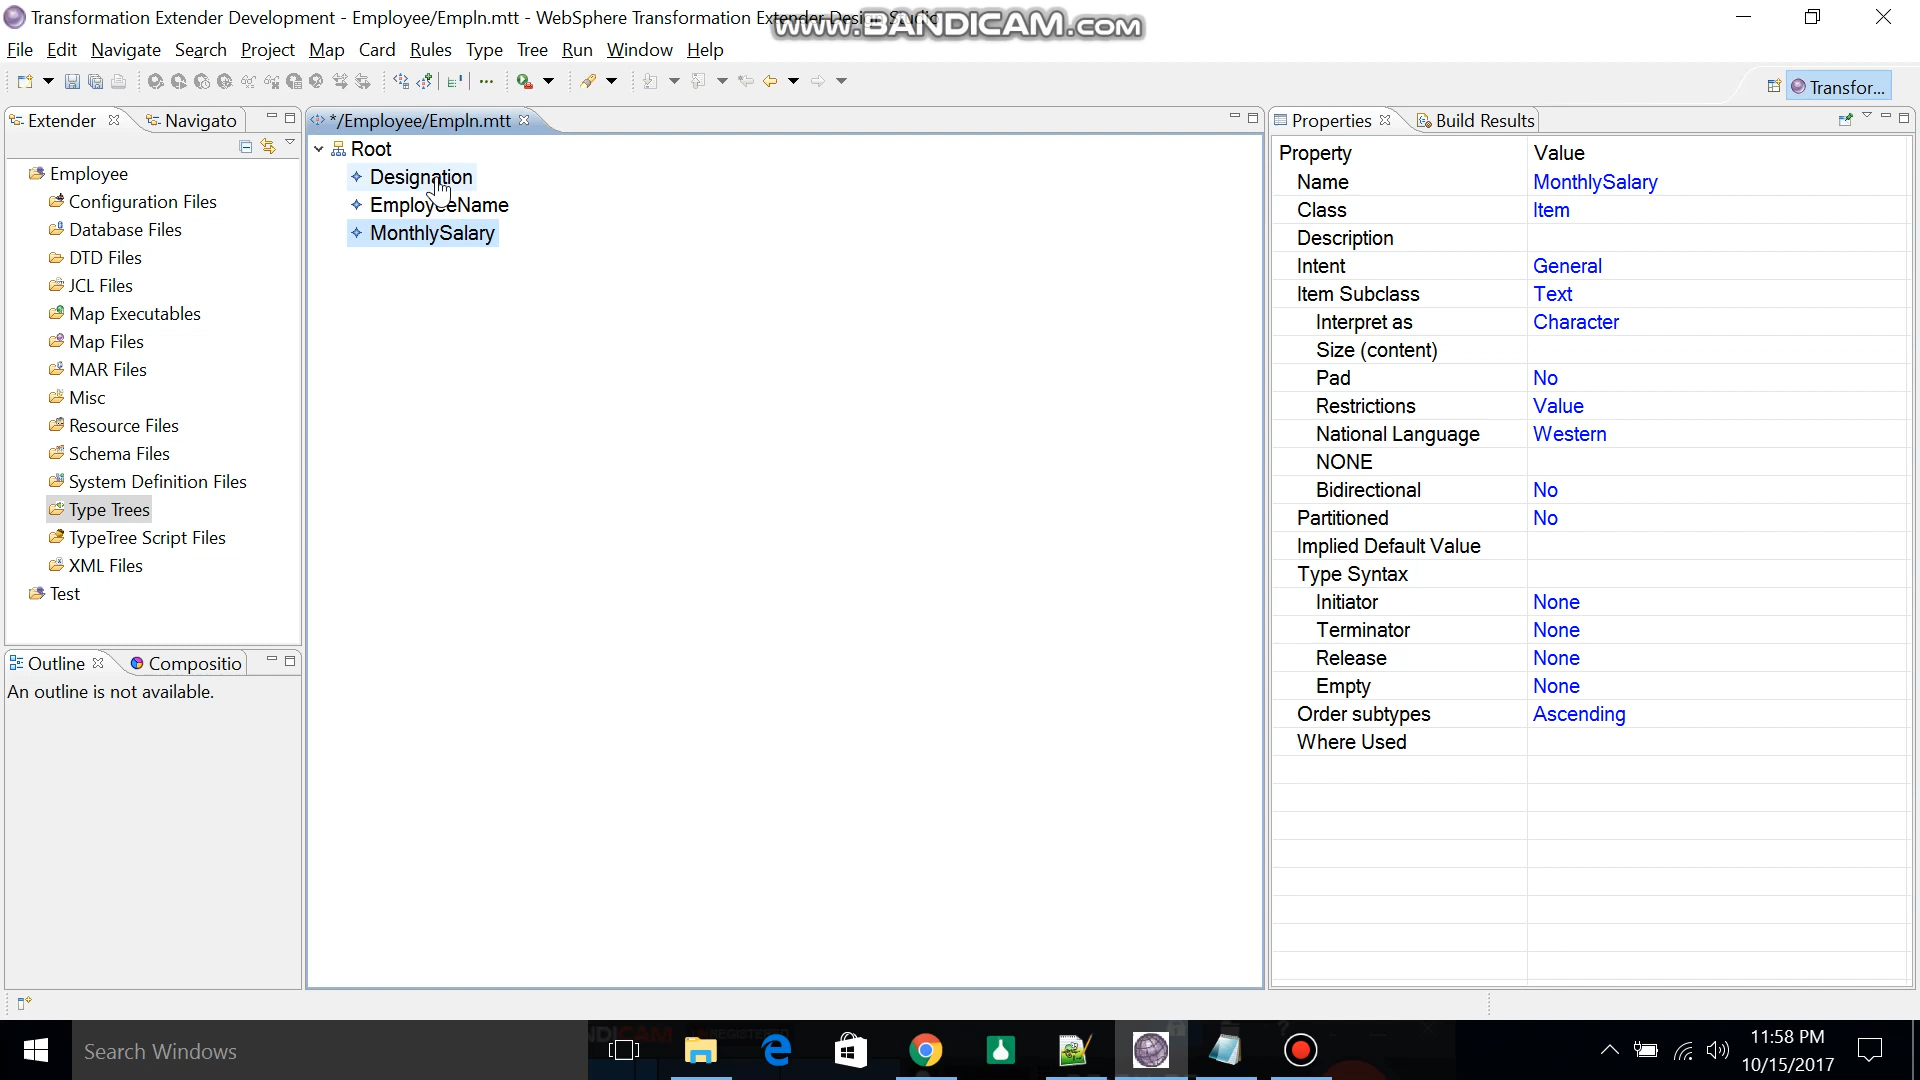 Transformation Extender Development - Employee/Empln.mtt - WebSphere Transformation Extender Design Studio
www.BANDICAM.com
File Edit Navigate Search Project Map Card Rules Type Tree Run Window Help
Transfor...
Extender
Navigato
*/Employee/Empln.mtt
Properties
Build Results
Employee
Configuration Files
Database Files
DTD Files
JCL Files
Map Executables
Map Files
MAR Files
Misc
Resource Files
Schema Files
System Definition Files
Type Trees
TypeTree Script Files
XML Files
Test
Outline
Compositio
An outline is not available.
Root
Designation
EmployeeName
MonthlySalary
Property Value
Name MonthlySalary
Class Item
Description
Intent General
Item Subclass Text
Interpret as Character
Size (content)
Pad No
Restrictions Value
National Language Western
NONE
Bidirectional No
Partitioned No
Implied Default Value
Type Syntax
Initiator None
Terminator None
Release None
Empty None
Order subtypes Ascending
Where Used
Search Windows
11:58 PM
10/15/2017